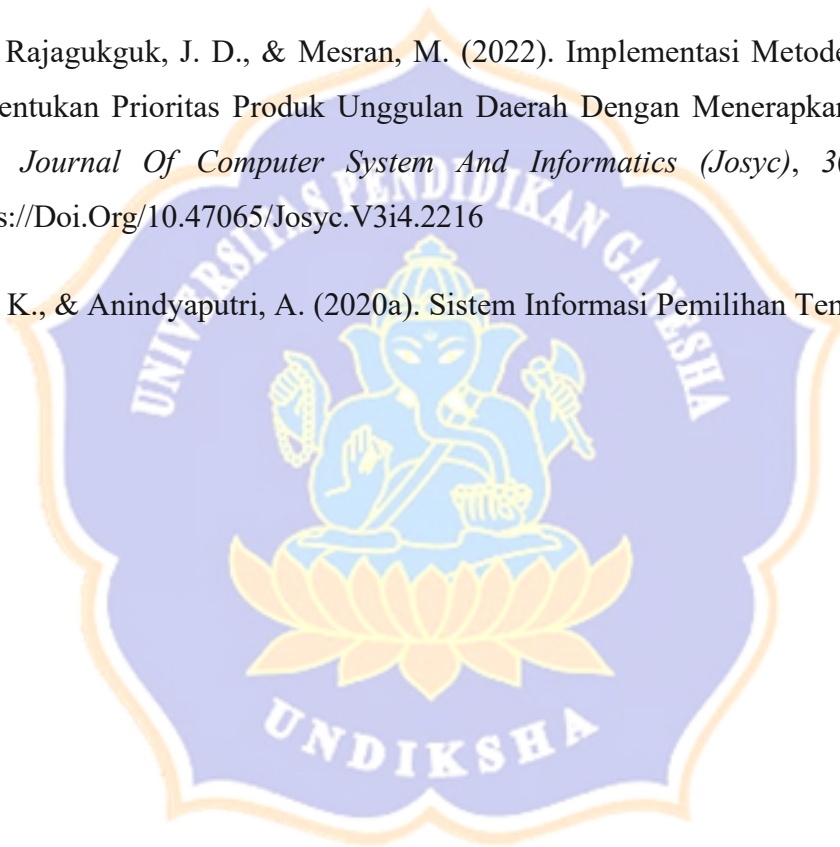 Rajagukguk, J. D., & Mesran, M. (2022). Implementasi Metode
entukan Prioritas Produk Unggulan Daerah Dengan Menerapkan
Journal Of Computer System And Informatics (Josyc), 3(
s://Doi.Org/10.47065/Josyc.V3i4.2216
K., & Anindyaputri, A. (2020a). Sistem Informasi Pemilihan Tem
UNIVERSITAS PENDIDIKAN GANESHA
UNDIKSHA